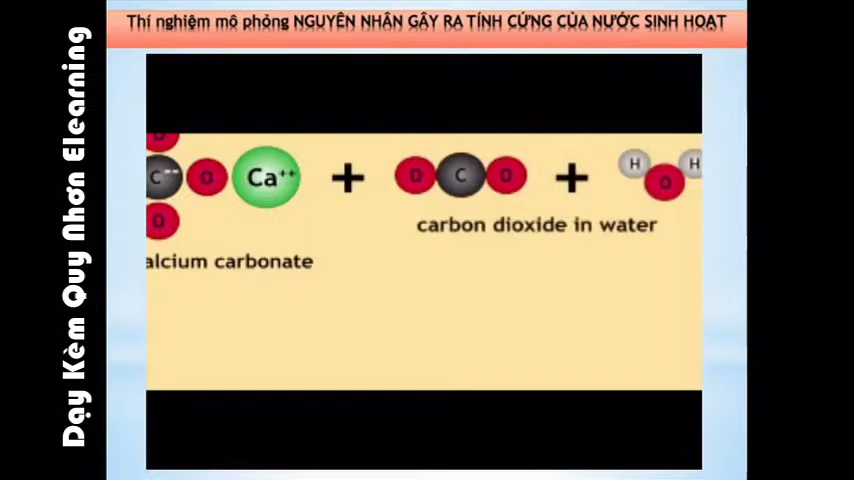 Thí nghiệm mô phỏng NGUYÊN NHÂN GÂY RA TÍNH CỨNG CỦA NƯỚC SINH HOẠT
Dạy Kèm Quy Nhơn Elearning
O
C-- O Ca++ + O C O + H O H
O
carbon dioxide in water
alcium carbonate